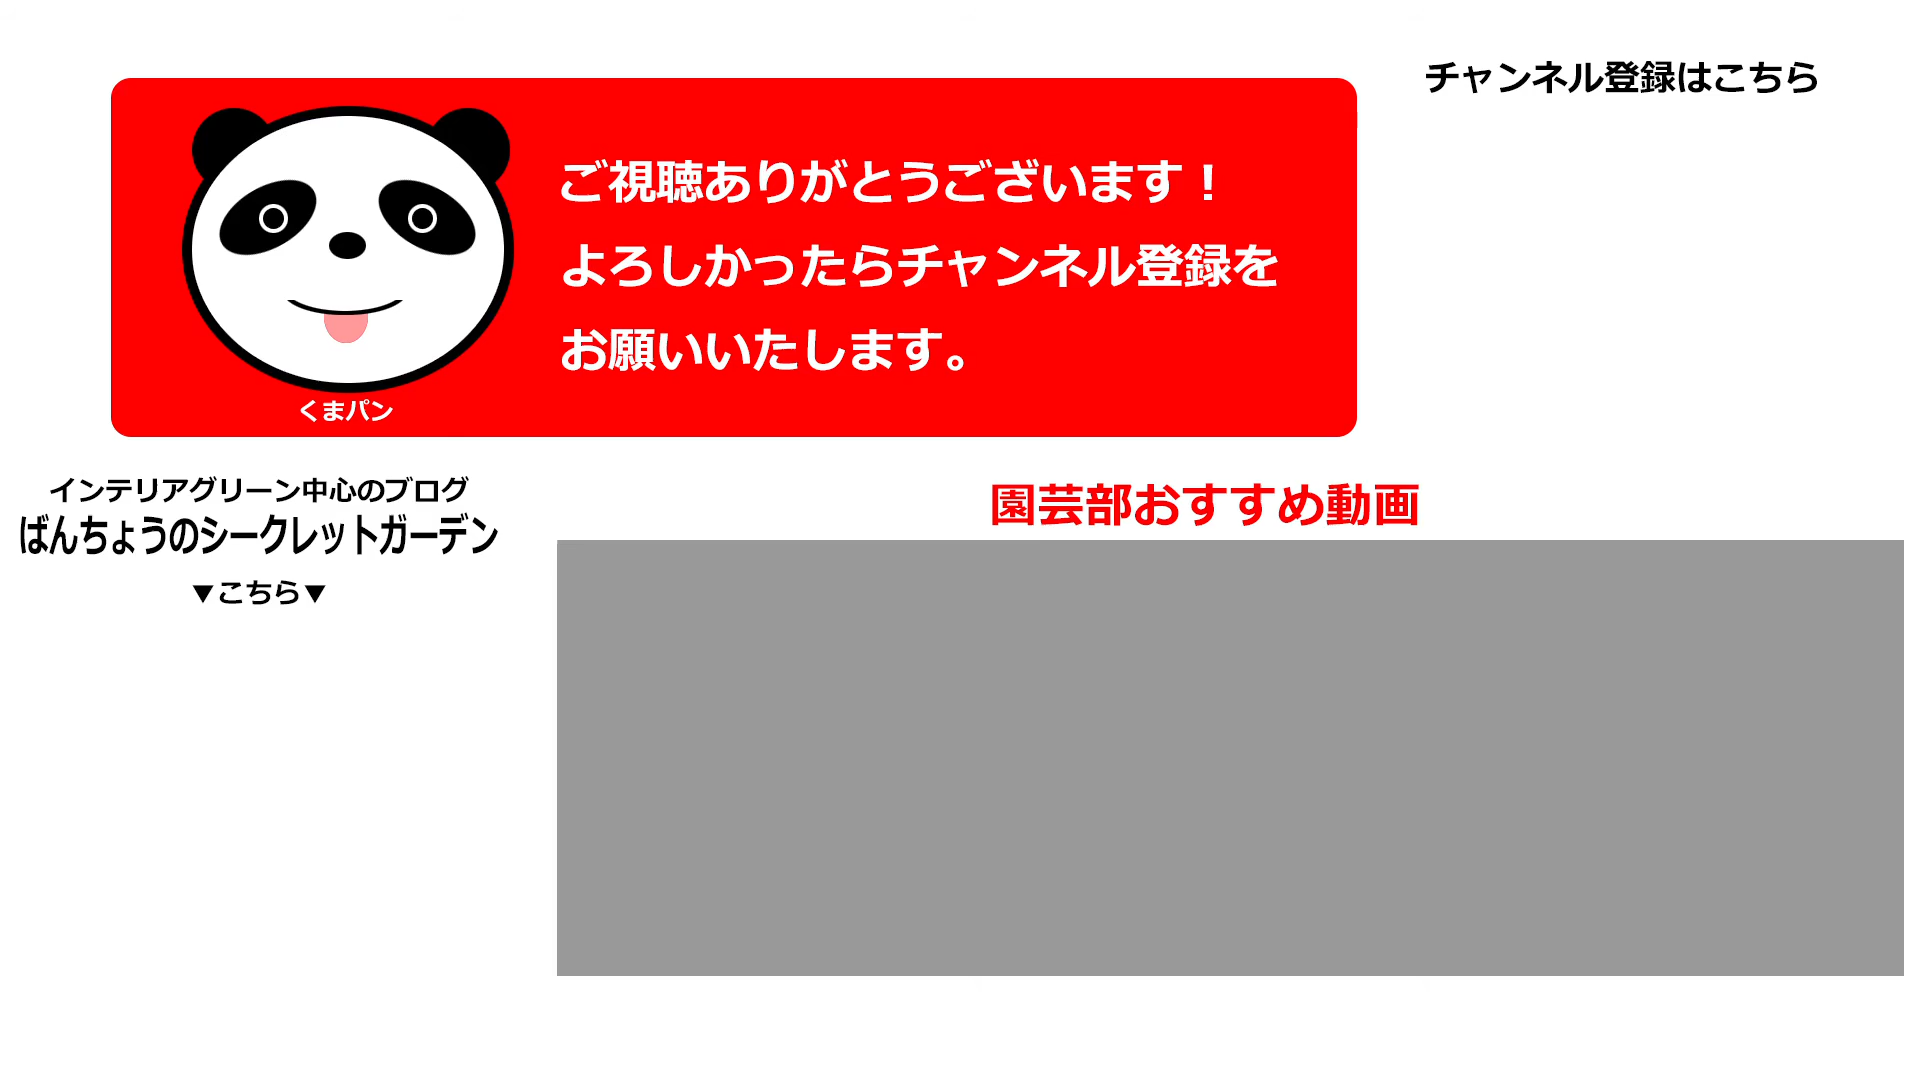 チャンネル登録はこちら
ご視聴ありがとうございます！
よろしかったらチャンネル登録を
お願いいたします。
くまパン
インテリアグリーン中心のブログ
ばんちょうのシークレットガーデン
▼こちら▼
園芸部おすすめ動画